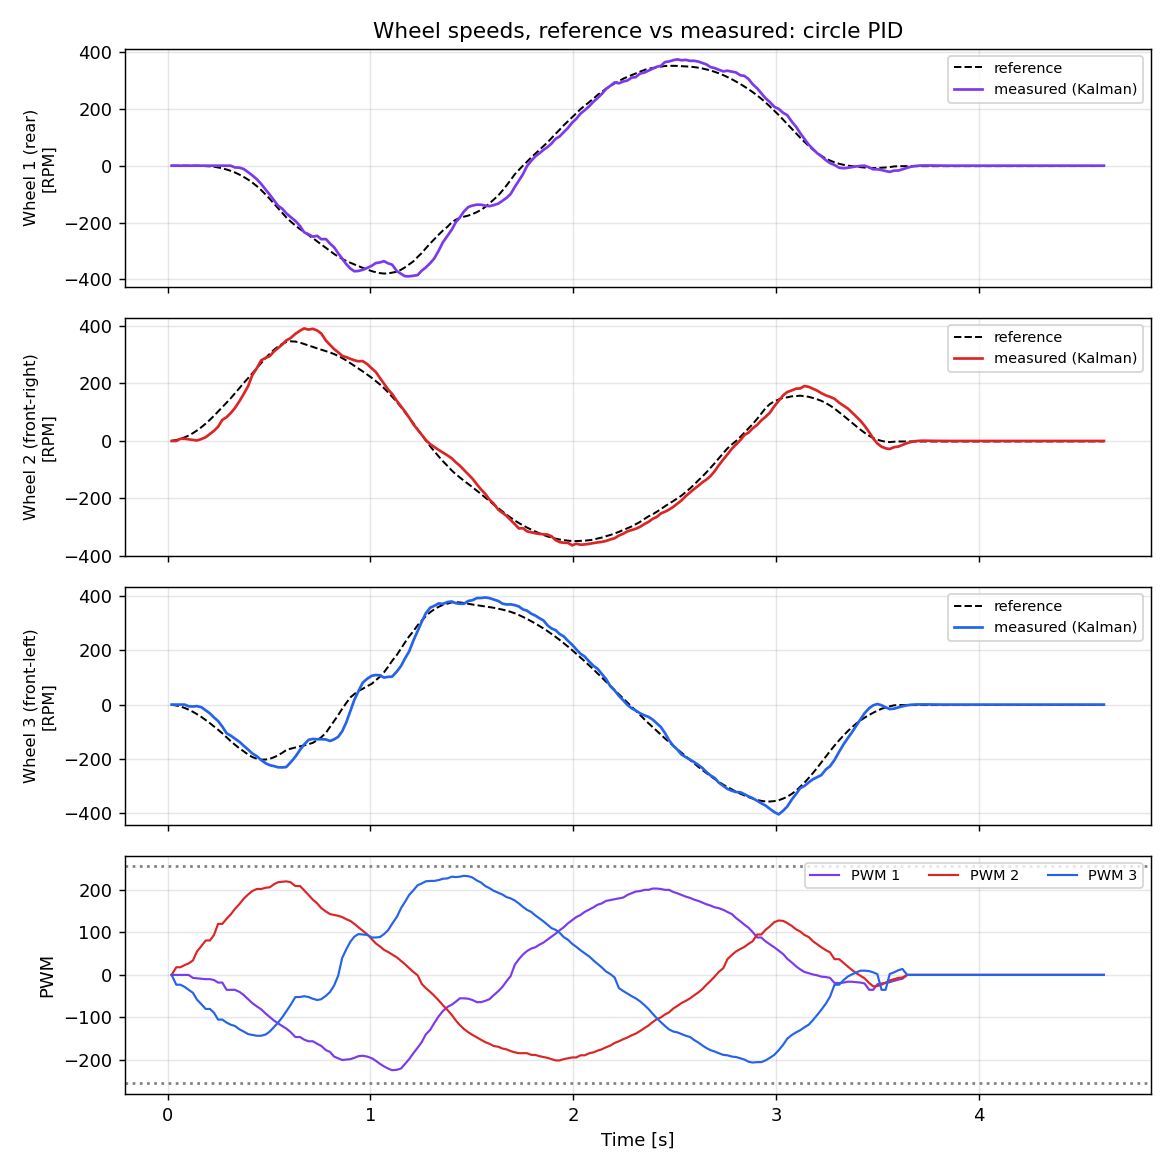 Wheel speeds, reference vs measured: circle PID
Wheel 1 (rear)
[RPM]
400
200
0
−200
−400
reference
measured (Kalman)
Wheel 2 (front-right)
[RPM]
400
200
0
−200
−400
reference
measured (Kalman)
Wheel 3 (front-left)
[RPM]
400
200
0
−200
−400
reference
measured (Kalman)
PWM
200
100
0
−100
−200
PWM 1 PWM 2 PWM 3
0 1 2 3 4
Time [s]